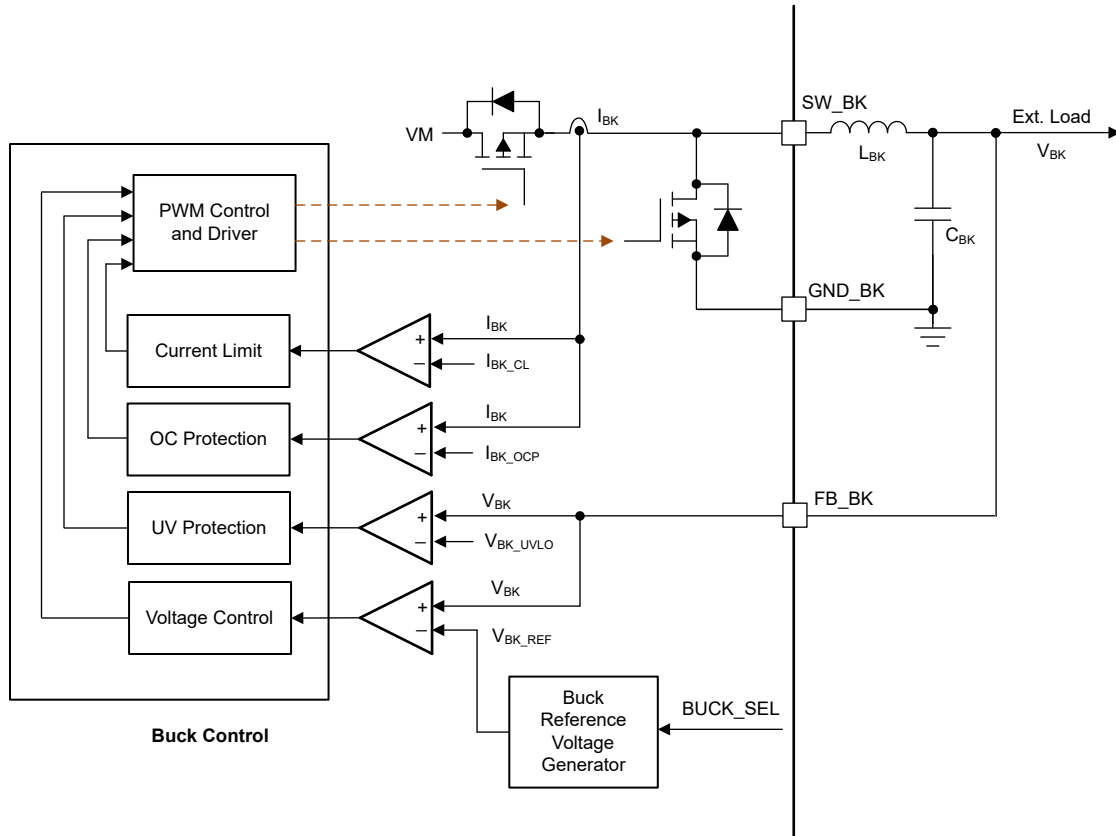 SW_BK
I_BK
Ext. Load
VM
L_BK
V_BK
PWM Control
and Driver
C_BK
GND_BK
I_BK
+
Current Limit
−
I_BK_CL
I_BK
+
OC Protection
−
I_BK_OCP
FB_BK
V_BK
+
UV Protection
−
V_BK_UVLO
V_BK
+
Voltage Control
−
V_BK_REF
Buck
Reference
Voltage
Generator
BUCK_SEL
Buck Control